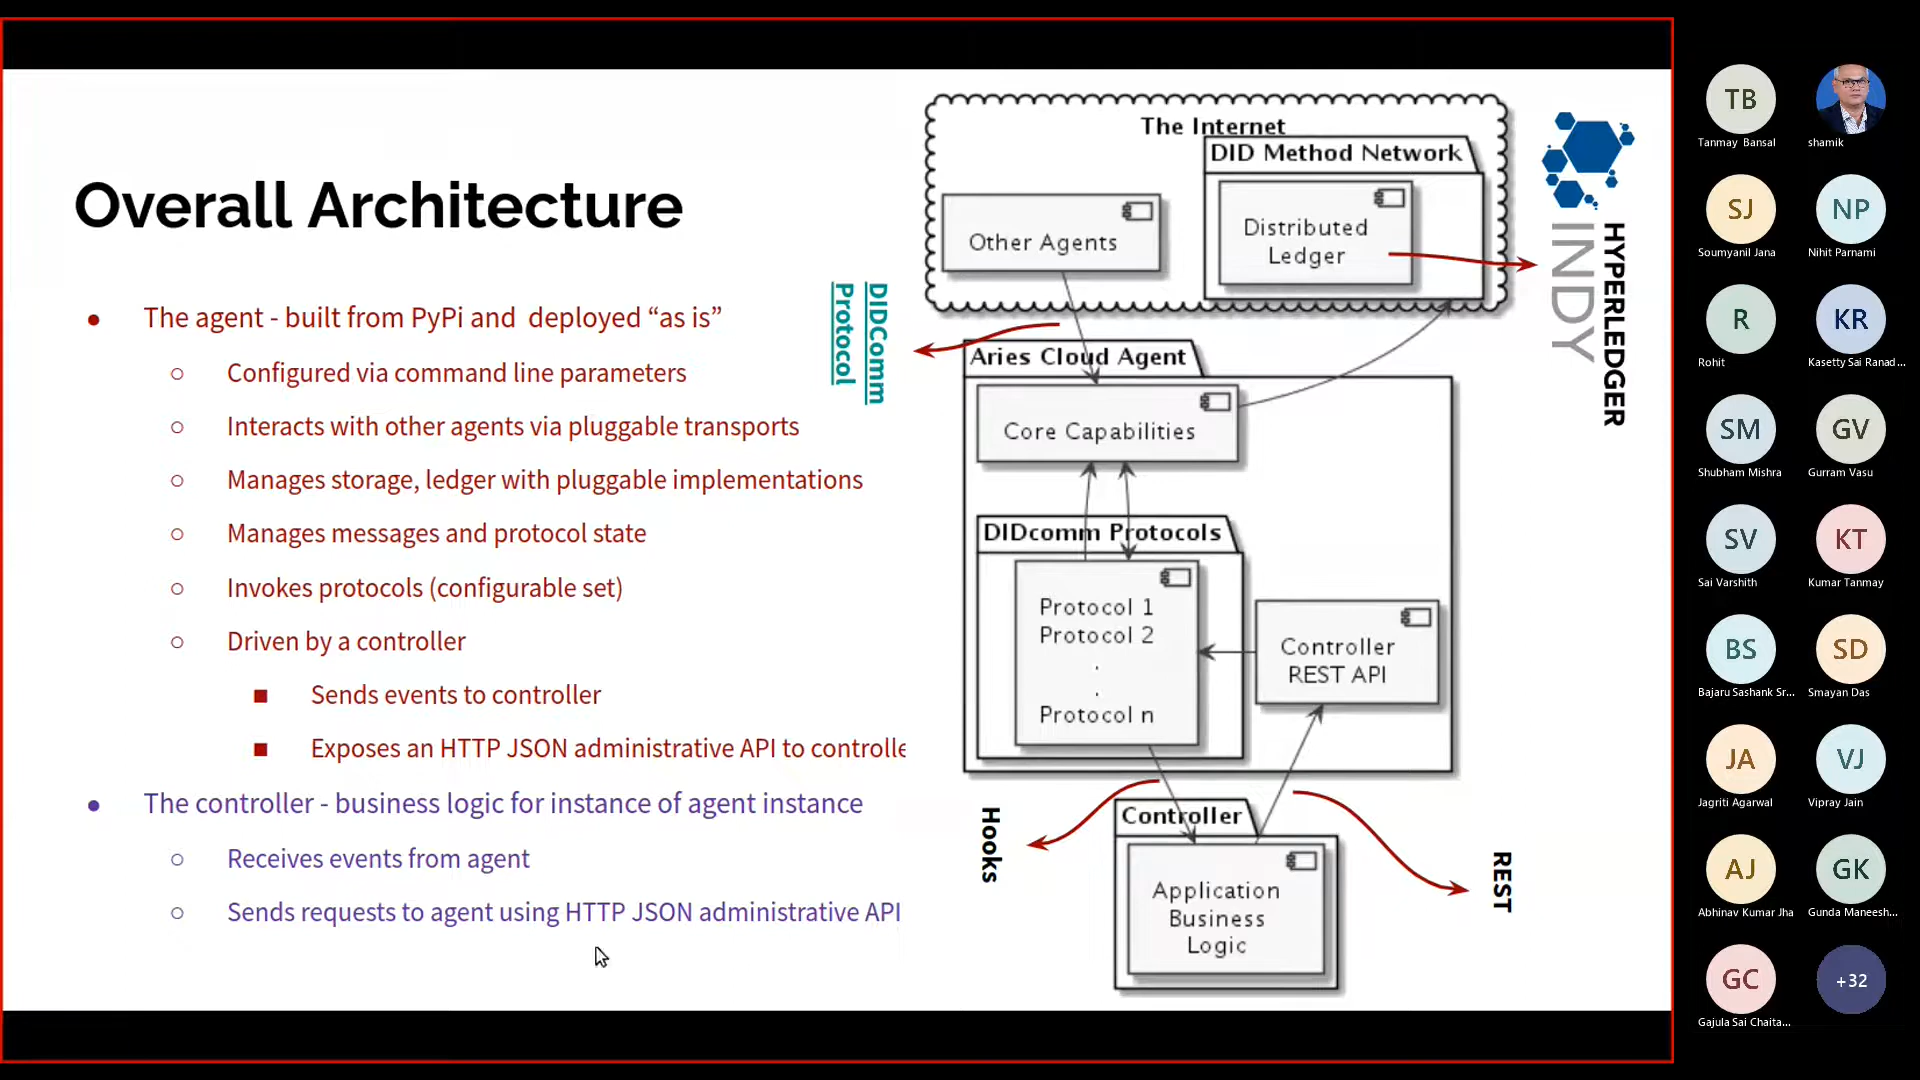 Overall Architecture
The agent - built from PyPi and deployed “as is”
Configured via command line parameters
Interacts with other agents via pluggable transports
Manages storage, ledger with pluggable implementations
Manages messages and protocol state
Invokes protocols (configurable set)
Driven by a controller
Sends events to controller
Exposes an HTTP JSON administrative API to controlle
The controller - business logic for instance of agent instance
Receives events from agent
Sends requests to agent using HTTP JSON administrative API
DIDComm
Protocol
The Internet
DID Method Network
Other Agents
Distributed
Ledger
HYPERLEDGER
INDY
Aries Cloud Agent
Core Capabilities
DIDcomm Protocols
Protocol 1
Protocol 2
.
.
Protocol n
Controller
REST API
Hooks
Controller
REST
Application
Business
Logic
TB
Tanmay Bansal
shamik
SJ
Soumyanil Jana
NP
Nihit Parnami
R
Rohit
KR
Kasetty Sai Ranad...
SM
Shubham Mishra
GV
Gurram Vasu
SV
Sai Varshith
KT
Kumar Tanmay
BS
Bajaru Sashank Sr...
SD
Smayan Das
JA
Jagriti Agarwal
VJ
Vipray Jain
AJ
Abhinav Kumar Jha
GK
Gunda Maneesh...
GC
Gajula Sai Chaita...
+32